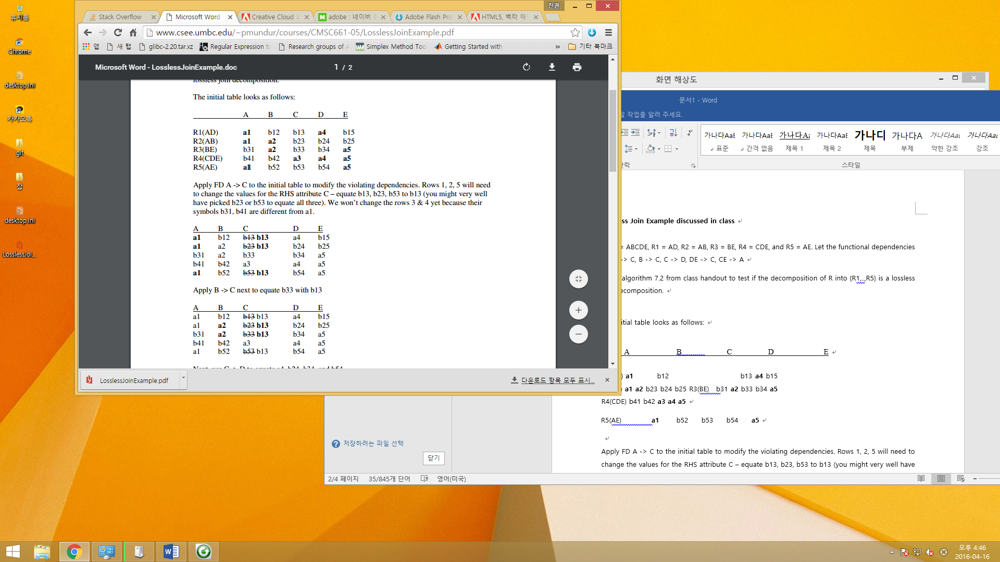 휴지통
Chrome
desktop.ini
카카오톡
git
잡
desktop.ini
LosslessJoi...
진권
Stack Overflow
Microsoft Word
Creative Cloud
adobe : 네이버
Adobe Flash Pro
HTML5, 벡터 애니
www.csee.umbc.edu/~pmundur/courses/CMSC661-05/LosslessJoinExample.pdf
앱 새 탭 glibc-2.20.tar.xz Regular Expression to Research groups of A Simplex Method Tool Getting Started with » 기타 북마크
Microsoft Word - LosslessJoinExample.doc 1 / 2
lossless join decomposition.
The initial table looks as follows:
A B C D E
R1(AD) a1 b12 b13 a4 b15
R2(AB) a1 a2 b23 b24 b25
R3(BE) b31 a2 b33 b34 a5
R4(CDE) b41 b42 a3 a4 a5
R5(AE) a1 b52 b53 b54 a5
Apply FD A -> C to the initial table to modify the violating dependencies. Rows 1, 2, 5 will need
to change the values for the RHS attribute C – equate b13, b23, b53 to b13 (you might very well
have picked b23 or b53 to equate all three). We won't change the rows 3 & 4 yet because their
symbols b31, b41 are different from a1.
A B C D E
a1 b12 b13 b13 a4 b15
a1 a2 b23 b13 b24 b25
b31 a2 b33 b34 a5
b41 b42 a3 a4 a5
a1 b52 b53 b13 b54 a5
Apply B -> C next to equate b33 with b13
A B C D E
a1 b12 b13 b13 a4 b15
a1 a2 b23 b13 b24 b25
b31 a2 b33 b13 b34 a5
b41 b42 a3 a4 a5
a1 b52 b53 b13 b54 a5
Next, use C -> D to equate a4, b24, b34, and b54
LosslessJoinExample.pdf
다운로드 항목 모두 표시...
화면 해상도
문서1 - Word
할 작업을 알려 주세요.
가나다AaB 가나다AaB 가나다Aa 가나다AaB 가나디 가나다A 가나다AaB 가나다AaB
표준 간격 없음 제목 1 제목 2 제목 부제 약한 강조 강조
락 스타일
ss Join Example discussed in class
= ABCDE, R1 = AD, R2 = AB, R3 = BE, R4 = CDE, and R5 = AE. Let the functional dependencies
-> C, B -> C, C -> D, DE -> C, CE -> A
algorithm 7.2 from class handout to test if the decomposition of R into {R1,..,R5} is a lossless
ecomposition.
itial table looks as follows:
A B C D E
) a1 b12 b13 a4 b15
a1 a2 b23 b24 b25 R3(BE) b31 a2 b33 b34 a5
R4(CDE) b41 b42 a3 a4 a5
R5(AE) a1 b52 b53 b54 a5
Apply FD A -> C to the initial table to modify the violating dependencies. Rows 1, 2, 5 will need to
change the values for the RHS attribute C – equate b13, b23, b53 to b13 (you might very well have
저장하려는 파일 선택
닫기
2/4 페이지 35/845개 단어 영어(미국)
오후 4:46
2016-04-16